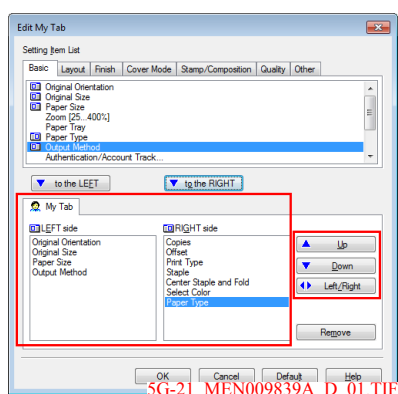 Edit My Tab
Setting Item List
Basic Layout Finish Cover Mode Stamp/Composition Quality Other
Original Orientation
Original Size
Paper Size
Zoom [25...400%]
Paper Tray
Paper Type
Output Method
Authentication/Account Track...
to the LEFT to the RIGHT
My Tab
LEFT side
Original Orientation
Original Size
Paper Size
Output Method
RIGHT side
Copies
Offset
Print Type
Staple
Center Staple and Fold
Select Color
Paper Type
Up
Down
Left/Right
Remove
OK Cancel Default Help
5G-21 MEN009839A D 01.TIF